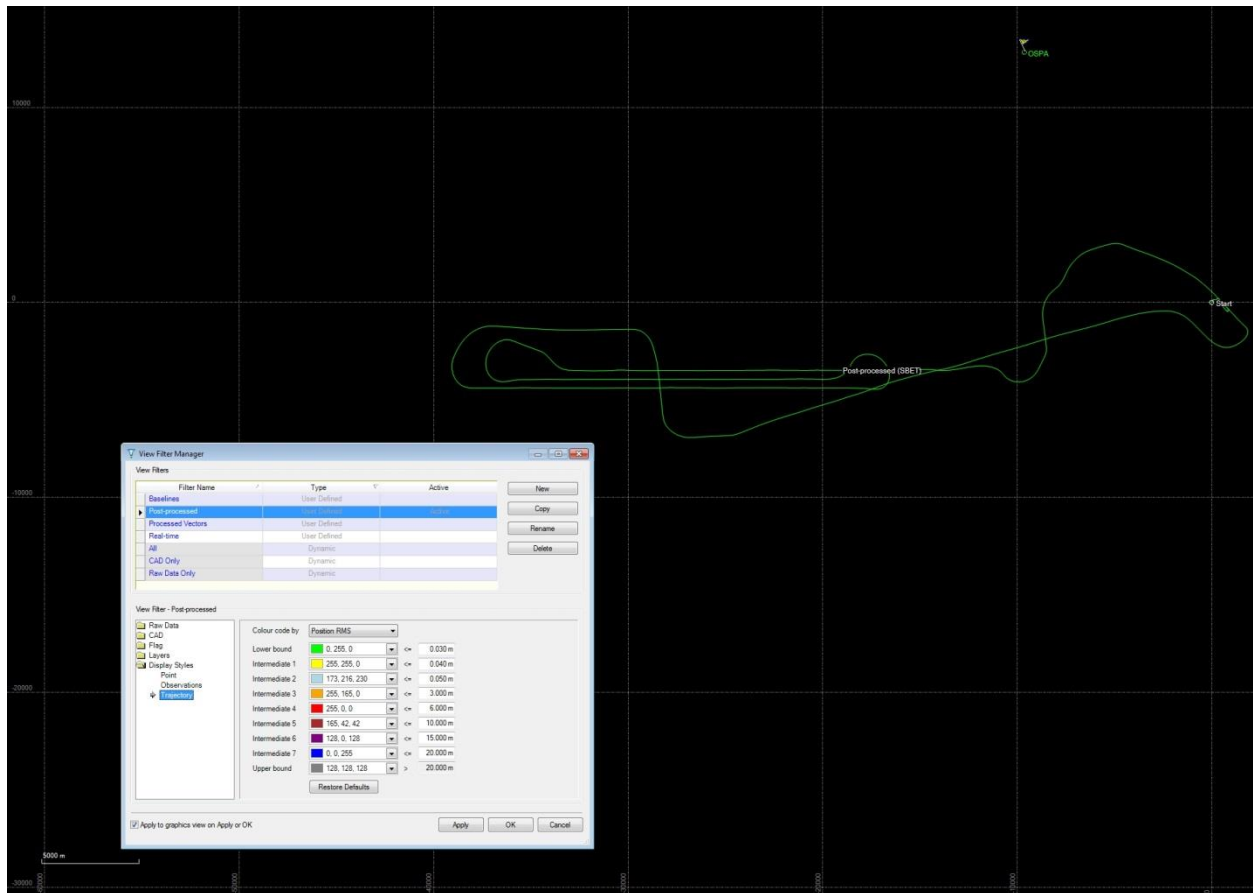 OSPA
10000
0
Start
Post-processed (SBET)
-10000
-20000
-30000
5000 m
View Filter Manager
View Filters
Filter Name Type Active
Baselines User Defined
Post-processed User Defined Active
Processed Vectors User Defined
Real-time User Defined
All Dynamic
CAD Only Dynamic
Raw Data Only Dynamic
New
Copy
Rename
Delete
View Filter - Post-processed
Raw Data
CAD
Flag
Layers
Display Styles
Point
Observations
Trajectory
Colour code by Position RMS
Lower bound 0, 255, 0 <= 0.030 m
Intermediate 1 255, 255, 0 <= 0.040 m
Intermediate 2 173, 216, 230 <= 0.050 m
Intermediate 3 255, 165, 0 <= 3.000 m
Intermediate 4 255, 0, 0 <= 6.000 m
Intermediate 5 165, 42, 42 <= 10.000 m
Intermediate 6 128, 0, 128 <= 15.000 m
Intermediate 7 0, 0, 255 <= 20.000 m
Upper bound 128, 128, 128 > 20.000 m
Restore Defaults
Apply to graphics view on Apply or OK
Apply
OK
Cancel